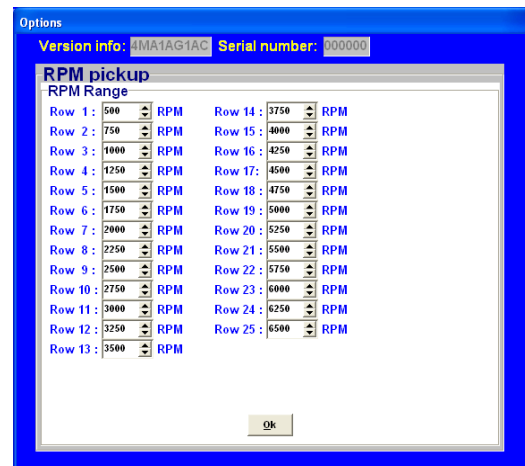 Options
Version info: 4MA1AG1AC Serial number: 000000
RPM pickup
RPM Range
Row 1 : 500 RPM Row 14 : 3750 RPM
Row 2 : 750 RPM Row 15 : 4000 RPM
Row 3 : 1000 RPM Row 16 : 4250 RPM
Row 4 : 1250 RPM Row 17: 4500 RPM
Row 5 : 1500 RPM Row 18 : 4750 RPM
Row 6 : 1750 RPM Row 19 : 5000 RPM
Row 7 : 2000 RPM Row 20 : 5250 RPM
Row 8 : 2250 RPM Row 21 : 5500 RPM
Row 9 : 2500 RPM Row 22 : 5750 RPM
Row 10 : 2750 RPM Row 23 : 6000 RPM
Row 11 : 3000 RPM Row 24 : 6250 RPM
Row 12 : 3250 RPM Row 25 : 6500 RPM
Row 13 : 3500 RPM
Ok